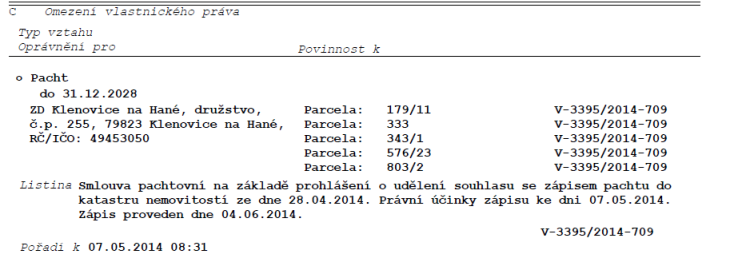 C Omezení vlastnického práva
Typ vztahu
Oprávnění pro Povinnost k
o Pacht
do 31.12.2028
ZD Klenovice na Hané, družstvo, Parcela: 179/11 V-3395/2014-709
č.p. 255, 79823 Klenovice na Hané, Parcela: 333 V-3395/2014-709
RČ/IČO: 49453050 Parcela: 343/1 V-3395/2014-709
Parcela: 576/23 V-3395/2014-709
Parcela: 803/2 V-3395/2014-709
Listina Smlouva pachtovní na základě prohlášení o udělení souhlasu se zápisem pachtu do
katastru nemovitostí ze dne 28.04.2014. Právní účinky zápisu ke dni 07.05.2014.
Zápis proveden dne 04.06.2014.
V-3395/2014-709
Pořadí k 07.05.2014 08:31